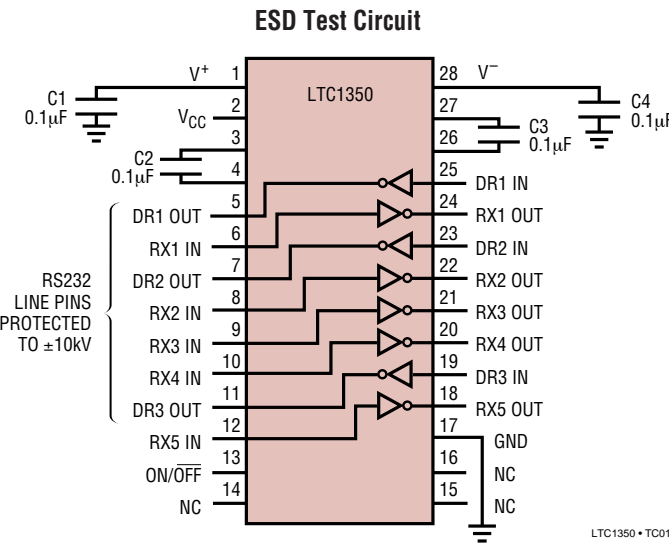 ESD Test Circuit
LTC1350
V+ 1
C1
0.1µF
2
VCC
3
C2
0.1µF
4
5
DR1 OUT
6
RX1 IN
7
DR2 OUT
8
RX2 IN
9
RX3 IN
10
RX4 IN
11
DR3 OUT
12
RX5 IN
13
ON/OFF
14
NC
RS232
LINE PINS
PROTECTED
TO ±10kV
28 V−
C4
0.1µF
27
C3
0.1µF
26
25
DR1 IN
24
RX1 OUT
23
DR2 IN
22
RX2 OUT
21
RX3 OUT
20
RX4 OUT
19
DR3 IN
18
RX5 OUT
17
GND
16
NC
15
NC
LTC1350 • TC01